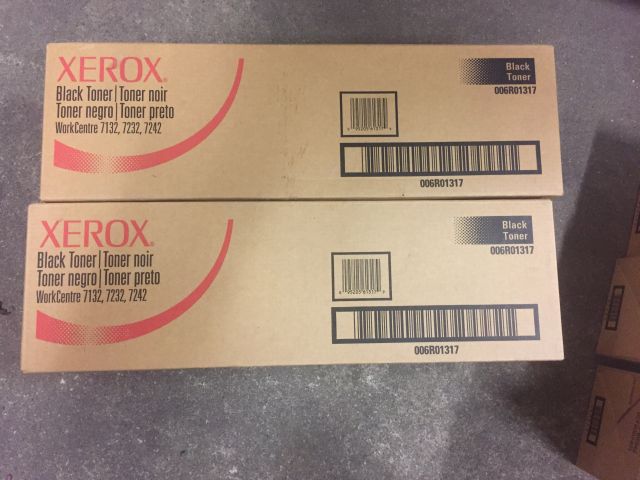 XEROX®
Black Toner | Toner noir
Toner negro | Toner preto
WorkCentre 7132, 7232, 7242
Black
Toner
006R01317
006R01317
XEROX®
Black Toner | Toner noir
Toner negro | Toner preto
WorkCentre 7132, 7232, 7242
Black
Toner
006R01317
006R01317